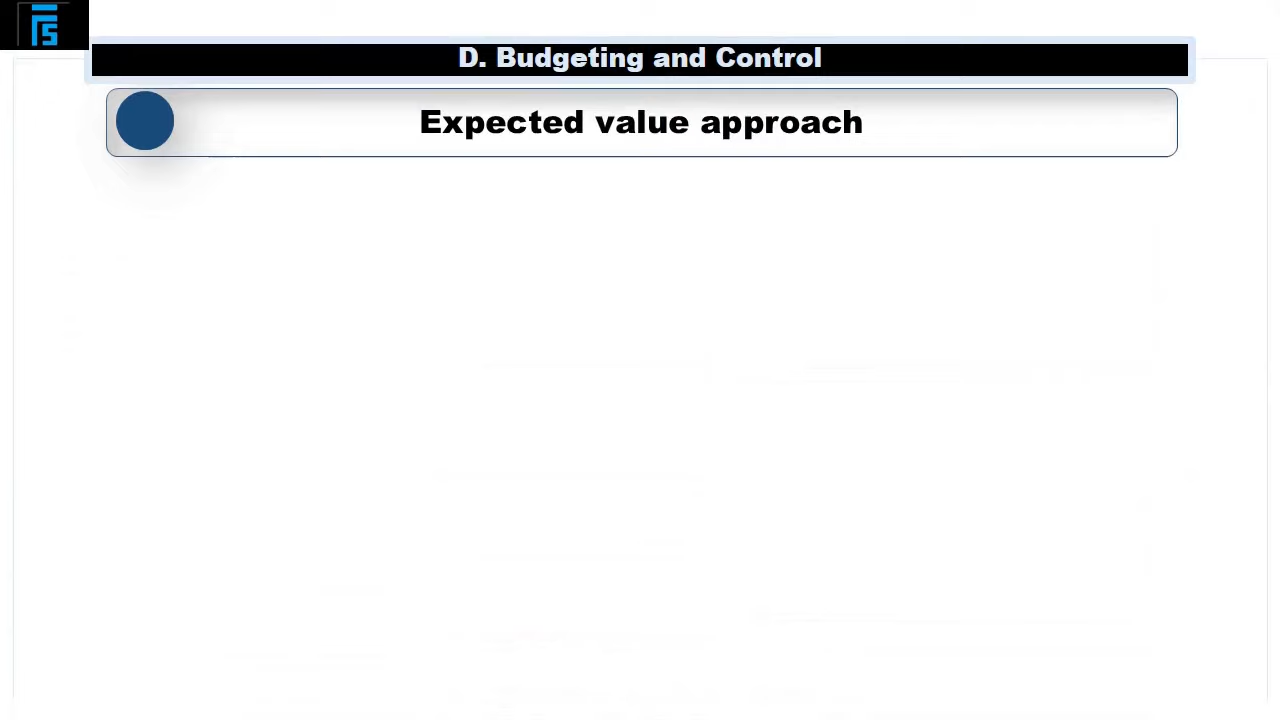 D. Budgeting and Control
Expected value approach